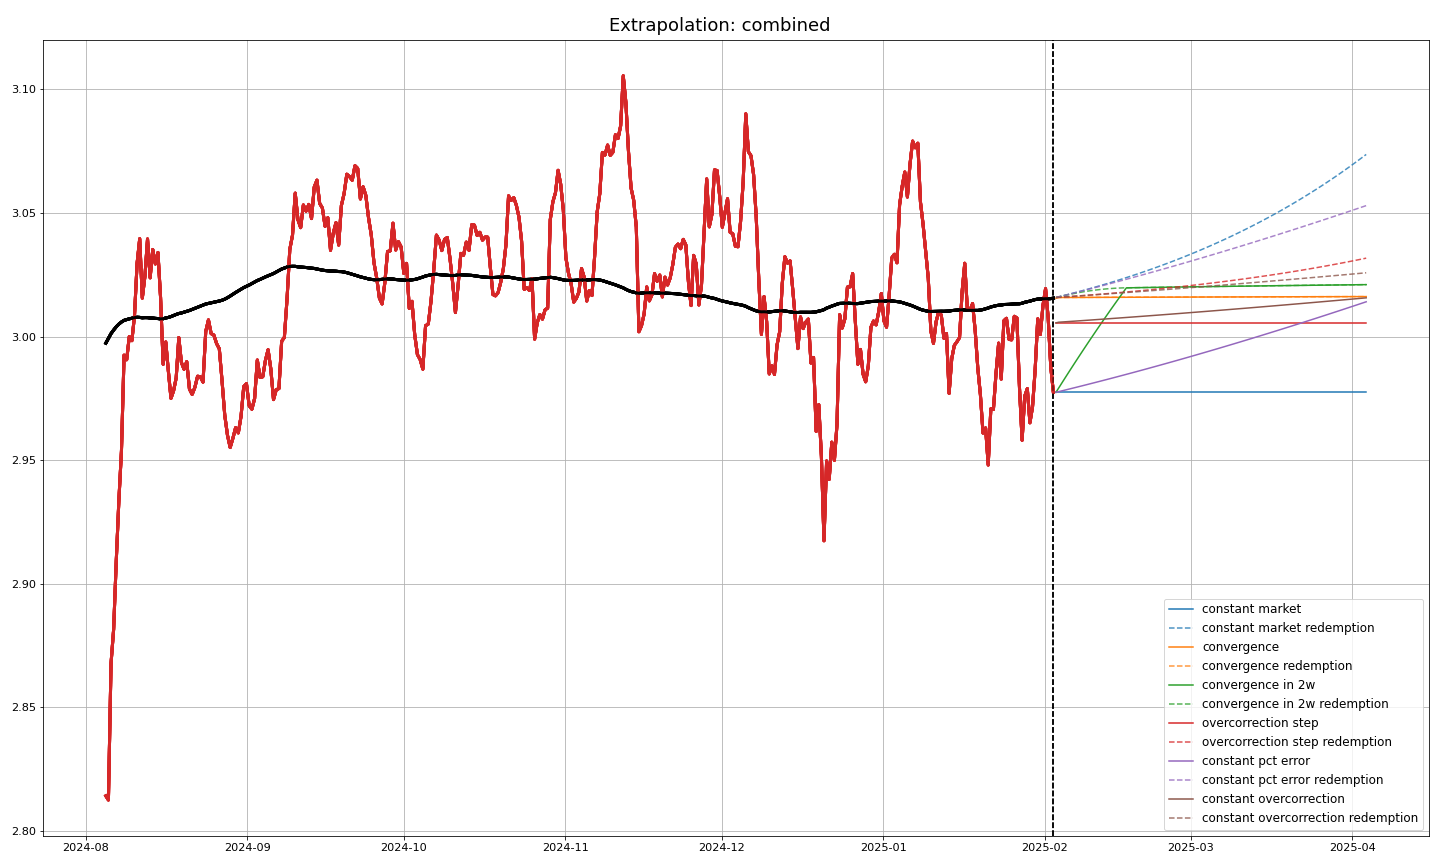 Extrapolation: combined
3.10
3.05
3.00
2.95
2.90
2.85
2.80
2024-08
2024-09
2024-10
2024-11
2024-12
2025-01
2025-02
2025-03
2025-04
constant market
constant market redemption
convergence
convergence redemption
convergence in 2w
convergence in 2w redemption
overcorrection step
overcorrection step redemption
constant pct error
constant pct error redemption
constant overcorrection
constant overcorrection redemption